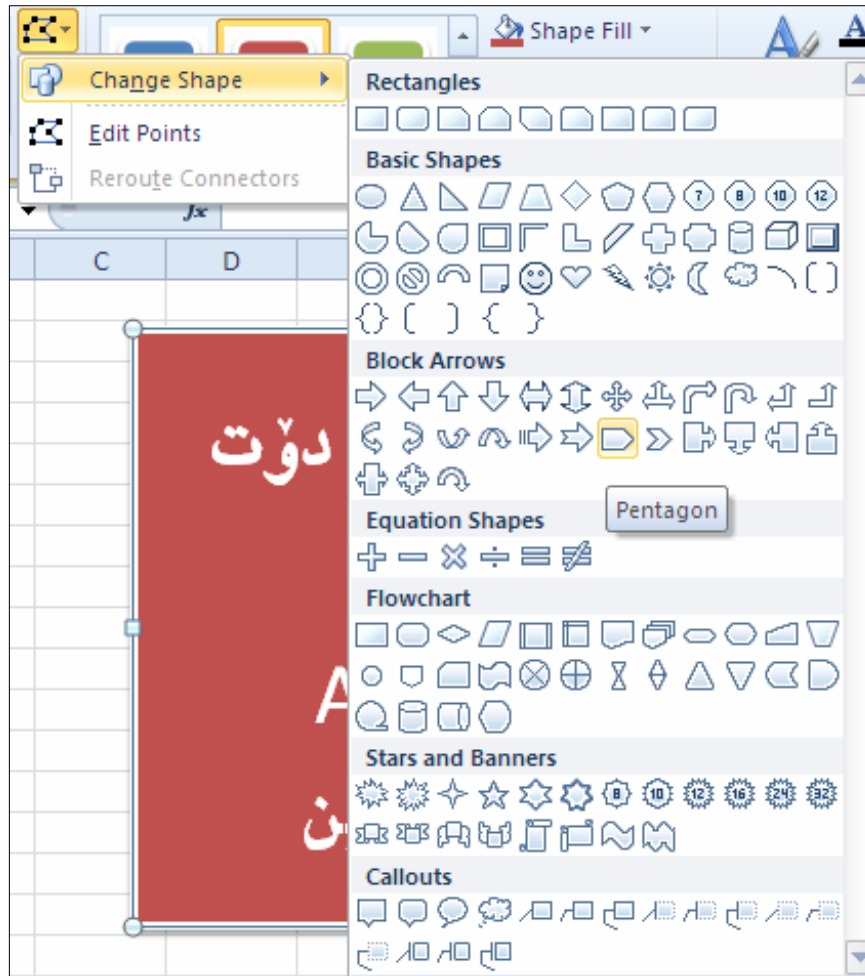 Shape Fill
Change Shape
Edit Points
Reroute Connectors
fx
C D
دۆت
A
Rectangles
Basic Shapes
7 8 10 12
Block Arrows
Pentagon
Equation Shapes
Flowchart
Stars and Banners
8 10 12 16 24 32
Callouts